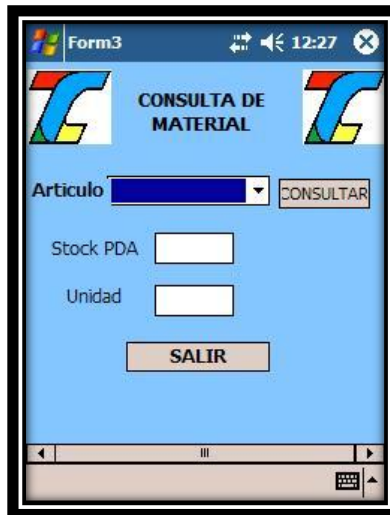 Form3 12:27
CONSULTA DE
MATERIAL
Articulo CONSULTAR
Stock PDA
Unidad
SALIR